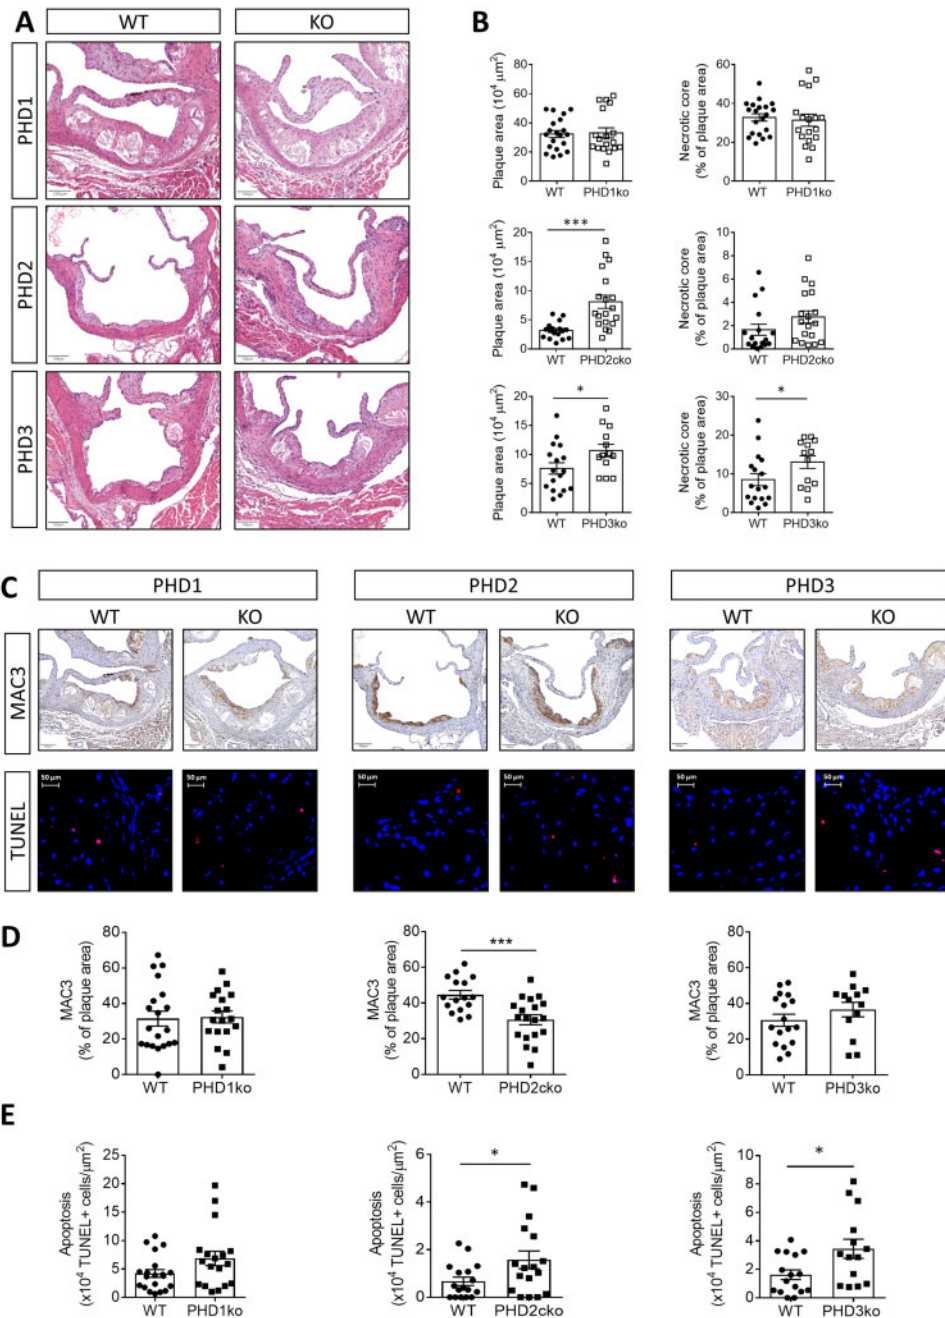 A
WT
KO
PHD1
PHD2
PHD3
B
Plaque area (10⁴ µm²)
80
60
40
20
0
WT
PHD1ko
Necrotic core
(% of plaque area)
60
40
20
0
WT
PHD1ko
Plaque area (10⁴ µm²)
20
15
10
5
0
***
WT
PHD2cko
Necrotic core
(% of plaque area)
10
8
6
4
2
0
WT
PHD2cko
Plaque area (10⁴ µm²)
20
15
10
5
0
*
WT
PHD3ko
Necrotic core
(% of plaque area)
30
20
10
0
*
WT
PHD3ko
C
PHD1
PHD2
PHD3
WT
KO
WT
KO
WT
KO
MAC3
TUNEL
50 µm
50 µm
50 µm
50 µm
50 µm
50 µm
D
MAC3
(% of plaque area)
80
60
40
20
0
WT
PHD1ko
MAC3
(% of plaque area)
80
60
40
20
0
***
WT
PHD2cko
MAC3
(% of plaque area)
80
60
40
20
0
WT
PHD3ko
E
Apoptosis
(x10⁴ TUNEL+ cells/µm²)
25
20
15
10
5
0
WT
PHD1ko
Apoptosis
(x10⁴ TUNEL+ cells/µm²)
6
4
2
0
*
WT
PHD2cko
Apoptosis
(x10⁴ TUNEL+ cells/µm²)
10
8
6
4
2
0
*
WT
PHD3ko